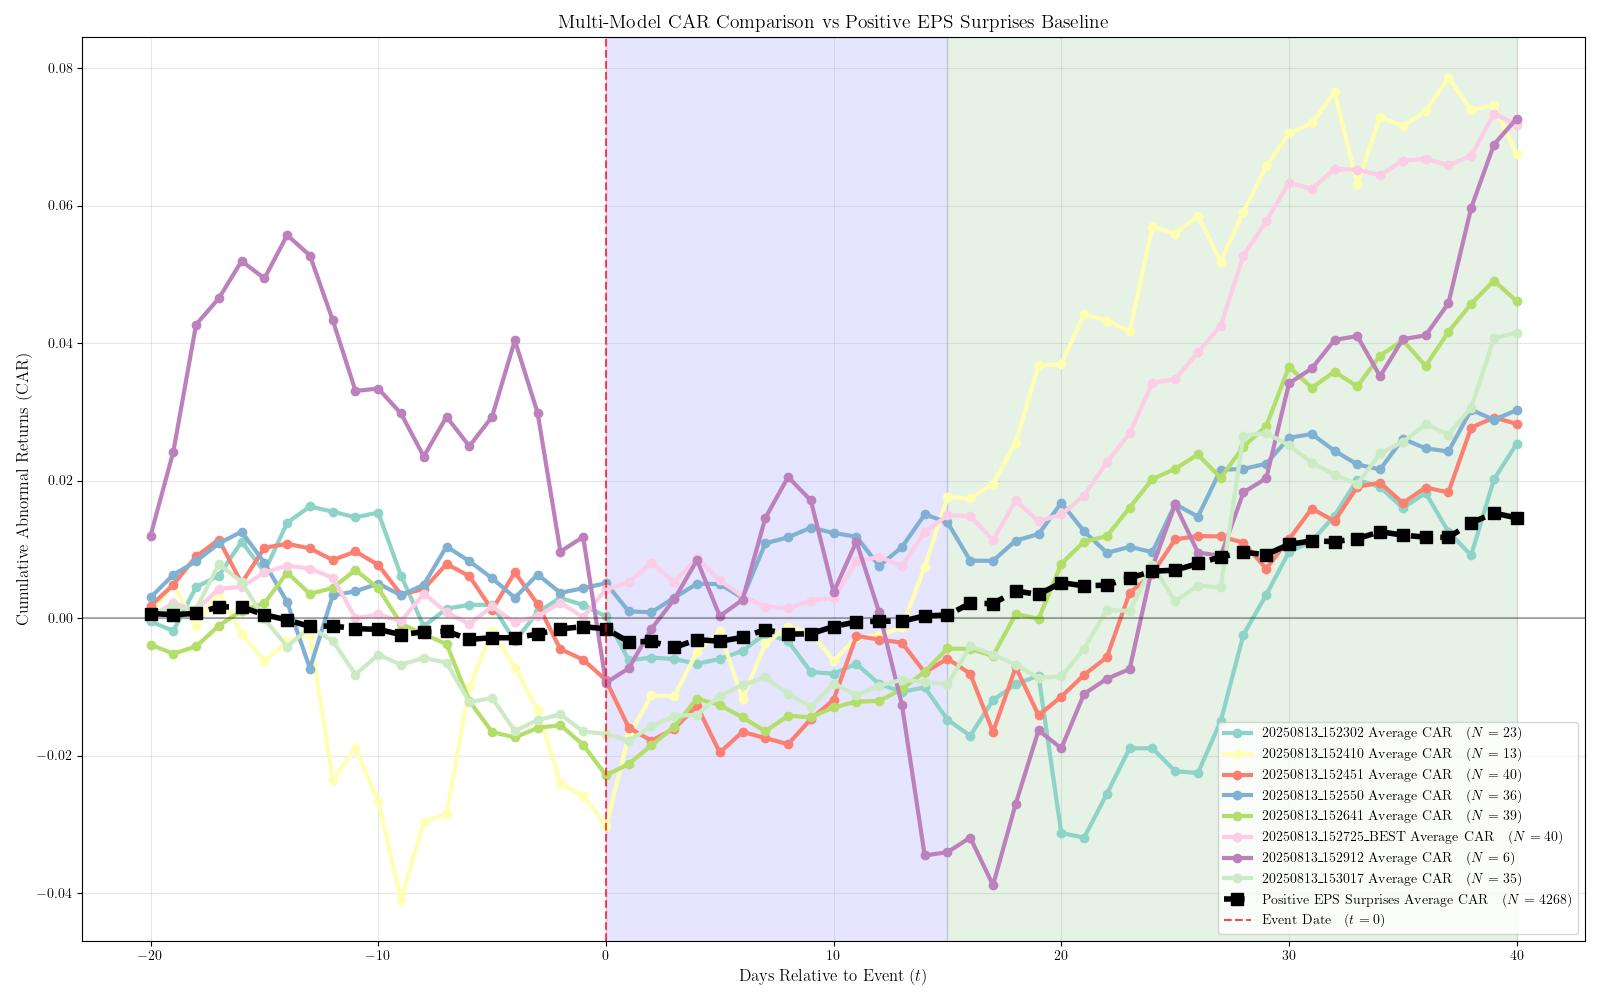 Multi-Model CAR Comparison vs Positive EPS Surprises Baseline
Cumulative Abnormal Returns (CAR)
0.08
0.06
0.04
0.02
0.00
−0.02
−0.04
20250813_152302 Average CAR (N = 23)
20250813_152410 Average CAR (N = 13)
20250813_152451 Average CAR (N = 40)
20250813_152550 Average CAR (N = 36)
20250813_152641 Average CAR (N = 39)
20250813_152725_BEST Average CAR (N = 40)
20250813_152912 Average CAR (N = 6)
20250813_153017 Average CAR (N = 35)
Positive EPS Surprises Average CAR (N = 4268)
Event Date (t = 0)
−20
−10
0
10
20
30
40
Days Relative to Event (t)